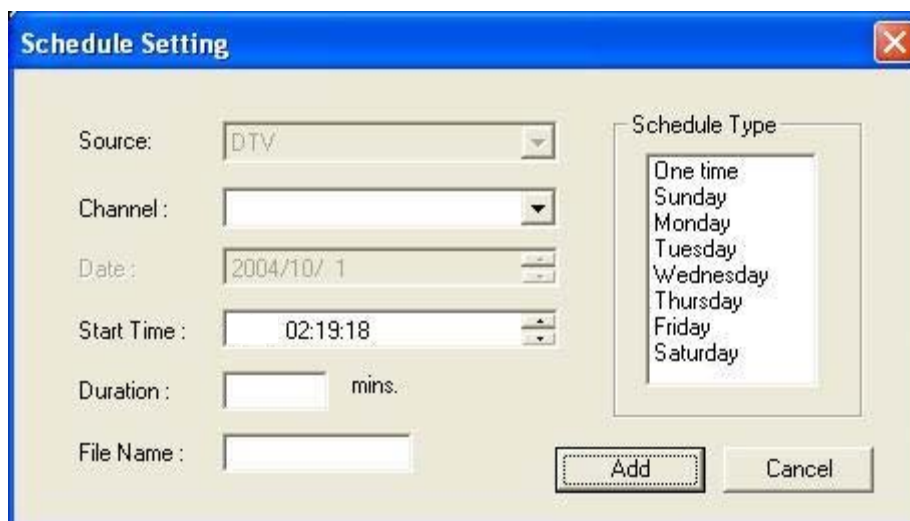 Schedule Setting
Source:
DTV
Channel :
Date :
2004/10/ 1
Start Time :
02:19:18
Duration :
mins.
File Name :
Schedule Type
One time
Sunday
Monday
Tuesday
Wednesday
Thursday
Friday
Saturday
Add
Cancel